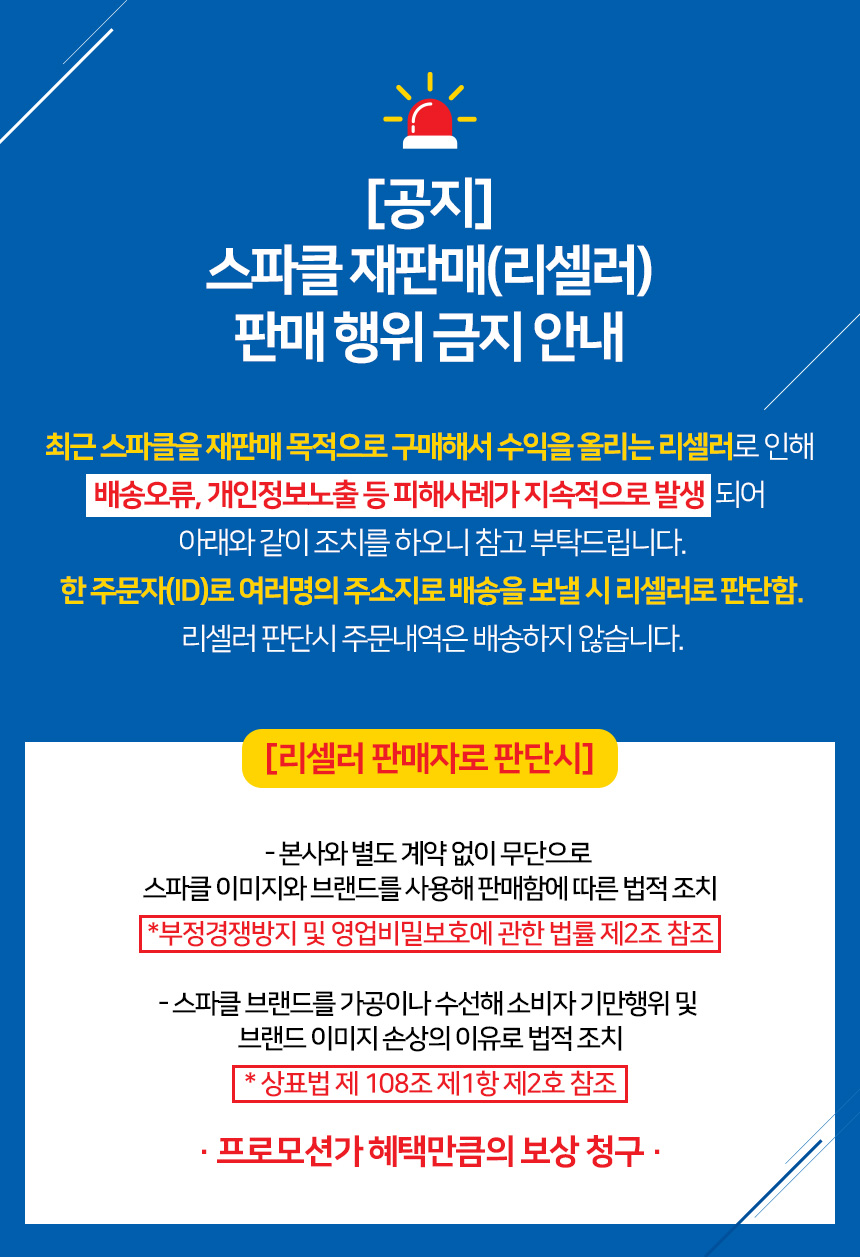 [공지]
스파클 재판매(리셀러)
판매 행위 금지 안내
최근 스파클을 재판매 목적으로 구매해서 수익을 올리는 리셀러로 인해
배송오류, 개인정보노출 등 피해사례가 지속적으로 발생 되어
아래와 같이 조치를 하오니 참고 부탁드립니다.
한 주문자(ID)로 여러명의 주소지로 배송을 보낼 시 리셀러로 판단함.
리셀러 판단시 주문내역은 배송하지 않습니다.
[리셀러 판매자로 판단시]
- 본사와 별도 계약 없이 무단으로
스파클 이미지와 브랜드를 사용해 판매함에 따른 법적 조치
*부정경쟁방지 및 영업비밀보호에 관한 법률 제2조 참조
- 스파클 브랜드를 가공이나 수선해 소비자 기만행위 및
브랜드 이미지 손상의 이유로 법적 조치
* 상표법 제 108조 제1항 제2호 참조
· 프로모션가 혜택만큼의 보상 청구 ·